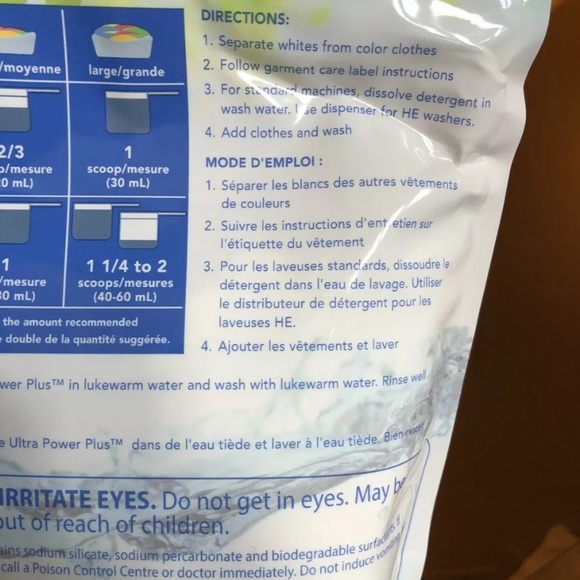 DIRECTIONS:
1. Separate whites from color clothes
2. Follow garment care label instructions
3. For standard machines, dissolve detergent in
wash water. Use dispenser for HE washers.
4. Add clothes and wash
MODE D'EMPLOI :
1. Séparer les blancs des autres vêtements
de couleurs
2. Suivre les instructions d'entretien sur
l'étiquette du vêtement
3. Pour les laveuses standards, dissoudre le
détergent dans l'eau de lavage. Utiliser
le distributeur de détergent pour les
laveuses HE.
4. Ajouter les vêtements et laver
/moyenne
large/grande
2/3
/mesure
0 mL)
1
scoop/mesure
(30 mL)
1
/mesure
30 mL)
1 1/4 to 2
scoops/mesures
(40-60 mL)
the amount recommended
double de la quantité suggérée.
wer Plus™ in lukewarm water and wash with lukewarm water. Rinse well
Ultra Power Plus™ dans de l'eau tiède et laver à l'eau tiède. Bien rincer
IRRITATE EYES. Do not get in eyes. May be
out of reach of children.
ains sodium silicate, sodium percarbonate and biodegradable
call a Poison Control Centre or doctor immediately. Do not induce